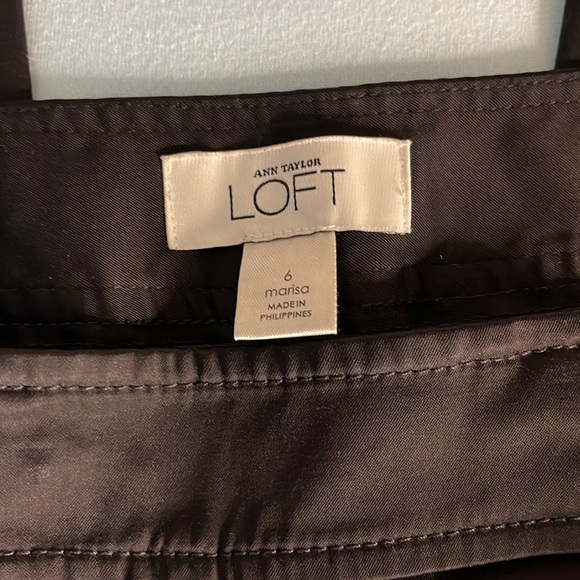 ANN TAYLOR
LOFT
6
marisa
MADE IN
PHILIPPINES